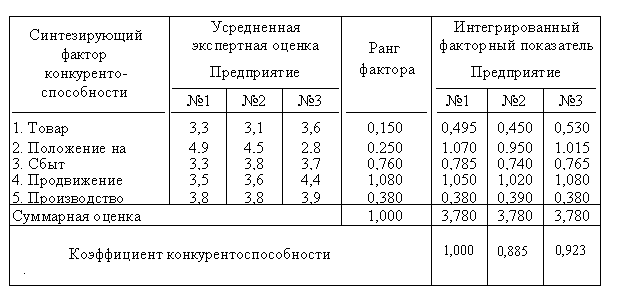 Синтезирующий фактор конкуренто-способности Усредненная экспертная оценка Ранг фактора Интегрированный факторный показатель
Предприятие Предприятие
№1 №2 №3 №1 №2 №3
1. Товар 3,3 3,1 3,6 0,150 0,495 0,450 0,530
2. Положение на 4.9 4.5 2.8 0.250 1.070 0.950 1.015
3. Сбыт 3.3 3,8 3,7 0,760 0,785 0,740 0,765
4. Продвижение 3,5 3,6 4,4 1,080 1,050 1,020 1,080
5. Производство 3,8 3,8 3,9 0,380 0,380 0,390 0,380
Суммарная оценка 1,000 3,780 3,780 3,780
Коэффициент конкурентоспособности 1,000 0,885 0,923